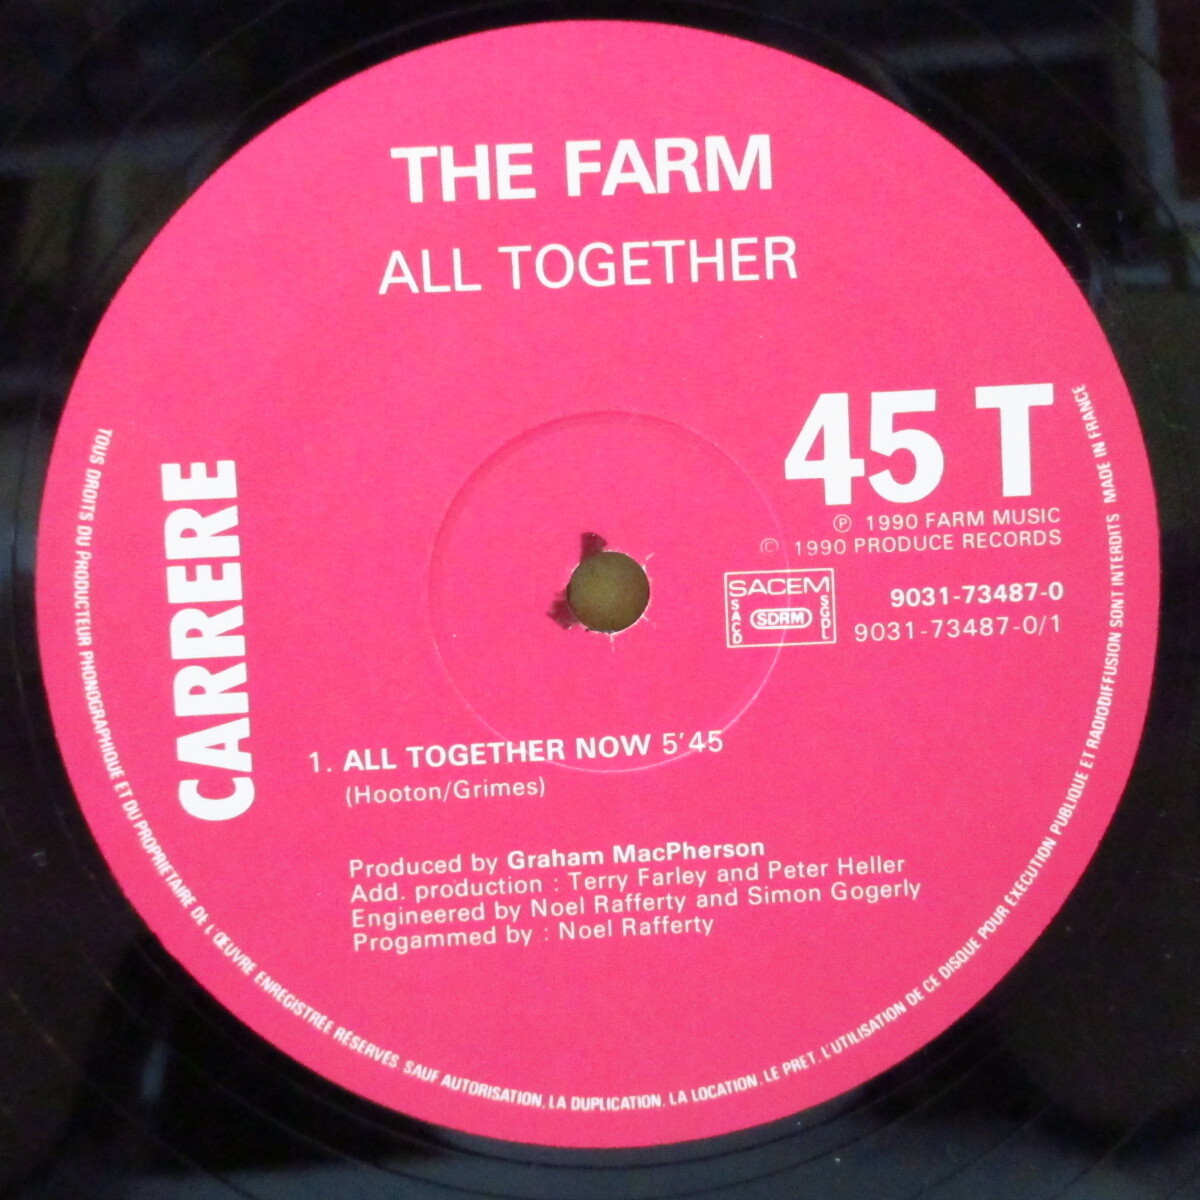 THE FARM
ALL TOGETHER
45 T
℗ 1990 FARM MUSIC
© 1990 PRODUCE RECORDS
SACEM
SACD
SDRM
SGDL
9031-73487-0
9031-73487-0/1
CARRERE
1. ALL TOGETHER NOW 5'45
(Hooton/Grimes)
Produced by Graham MacPherson
Add. production : Terry Farley and Peter Heller
Engineered by Noel Rafferty and Simon Gogerly
Progammed by : Noel Rafferty
TOUS DROITS DU PRODUCTEUR PHONOGRAPHIQUE ET DU PROPRIETAIRE DE L'ŒUVRE ENREGISTRÉE RÉSERVÉS SAUF AUTORISATION, LA DUPLICATION, LA LOCATION, LE PRET, L'UTILISATION DE CE DISQUE POUR EXECUTION PUBLIQUE ET RADIODIFFUSION SONT INTERDITS MADE IN FRANCE